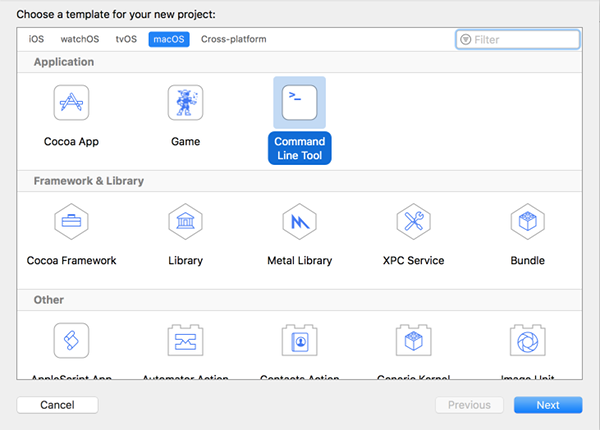 Choose a template for your new project:
iOS watchOS tvOS macOS Cross-platform Filter
Application
>_
Cocoa App Game Command
Line Tool
Framework & Library
Cocoa Framework Library Metal Library XPC Service Bundle
Other
AppleScript App Automator Action Contacts Action Generic Kernel Image Unit
Cancel Previous Next